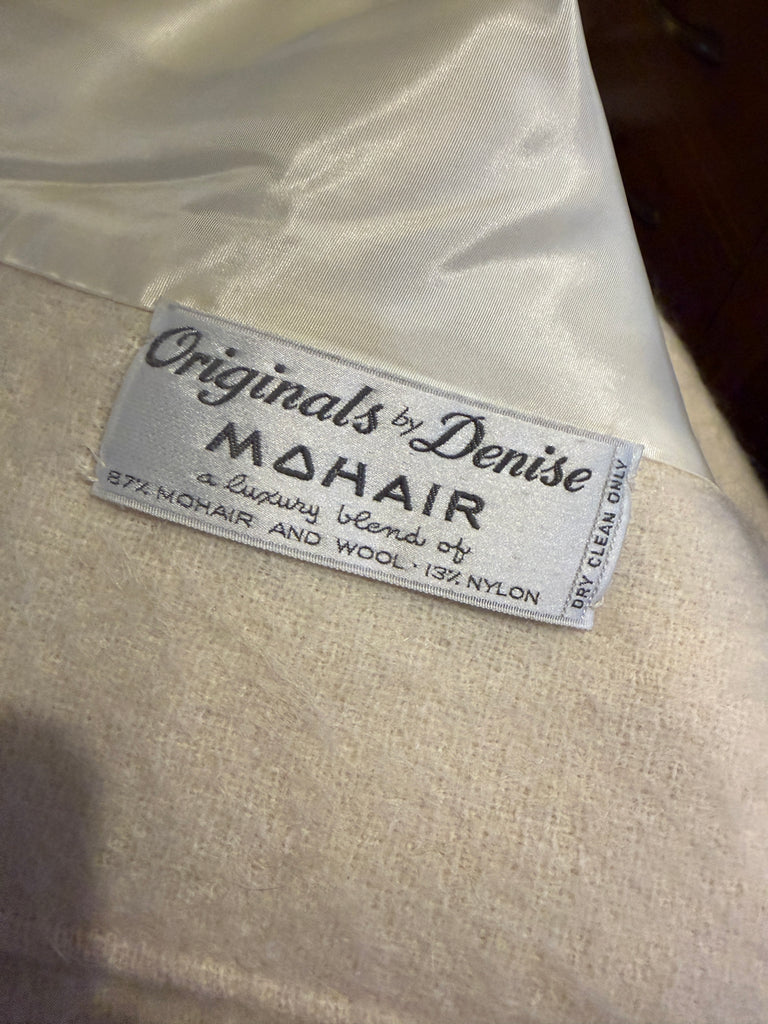 Originals by Denise
MOHAIR
a luxury blend of
87% MOHAIR AND WOOL · 13% NYLON
DRY CLEAN ONLY